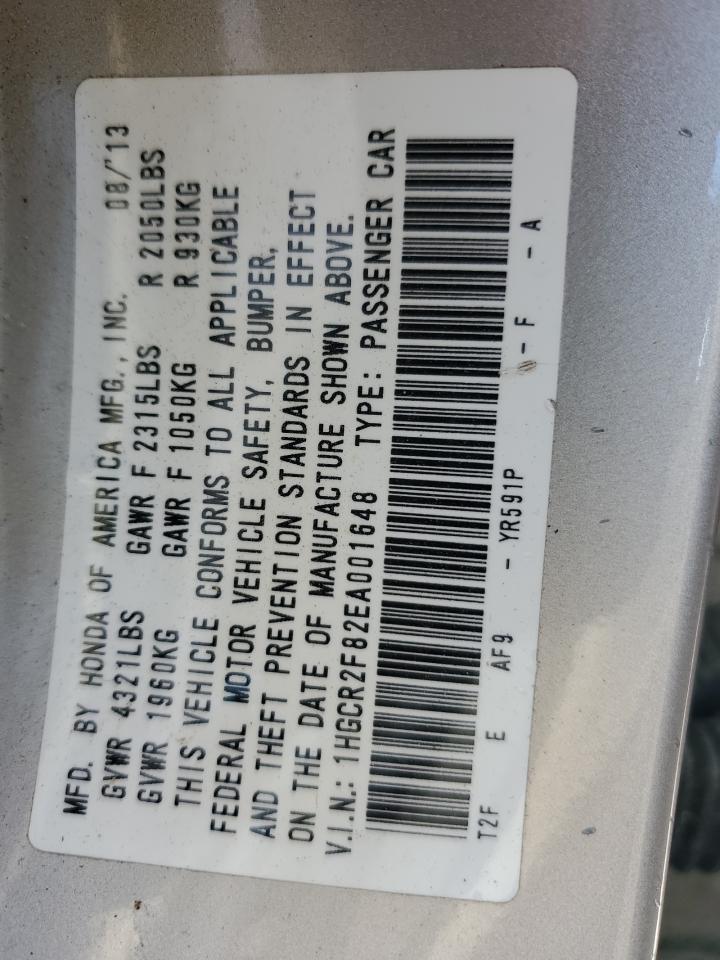 MFD. BY HONDA OF AMERICA MFG., INC. 08/'13
GVWR 4321LBS GAWR F 2315LBS R 2050LBS
GVWR 1960KG GAWR F 1050KG R 930KG
THIS VEHICLE CONFORMS TO ALL APPLICABLE
FEDERAL MOTOR VEHICLE SAFETY, BUMPER,
AND THEFT PREVENTION STANDARDS IN EFFECT
ON THE DATE OF MANUFACTURE SHOWN ABOVE.
V.I.N.: 1HGCR2F82EA001648 TYPE: PASSENGER CAR
T2F E AF9 - YR591P 0 - F - A